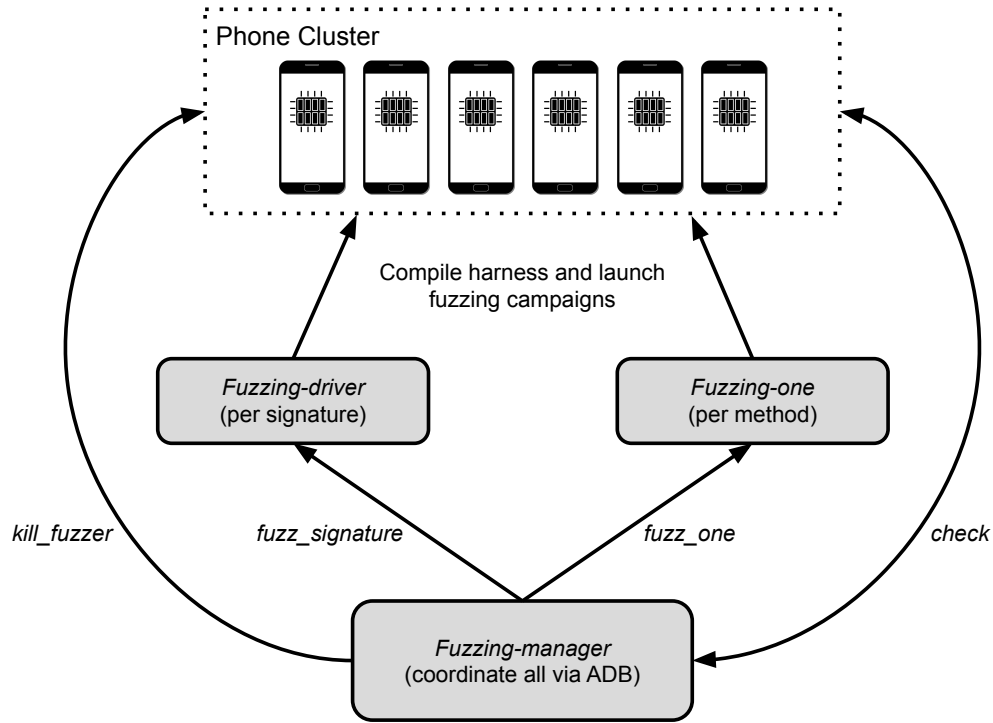 Phone Cluster
Compile harness and launch
fuzzing campaigns
Fuzzing-driver
(per signature)
Fuzzing-one
(per method)
kill_fuzzer
fuzz_signature
fuzz_one
check
Fuzzing-manager
(coordinate all via ADB)